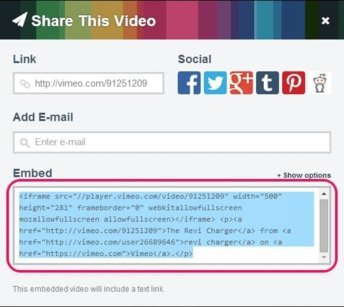 Share This Video
Link
Social
http://vimeo.com/91251209
Add E-mail
Enter e-mail
Embed
+ Show options
<iframe src="//player.vimeo.com/video/91251209" width="500"
height="281" frameborder="0" webkitallowfullscreen
mozallowfullscreen allowfullscreen></iframe> <p><a
href="http://vimeo.com/91251209">The Revi Charger</a> from <a
href="http://vimeo.com/user26689646">revi charger</a> on <a
href="https://vimeo.com">Vimeo</a>.</p>
This embedded video will include a text link.